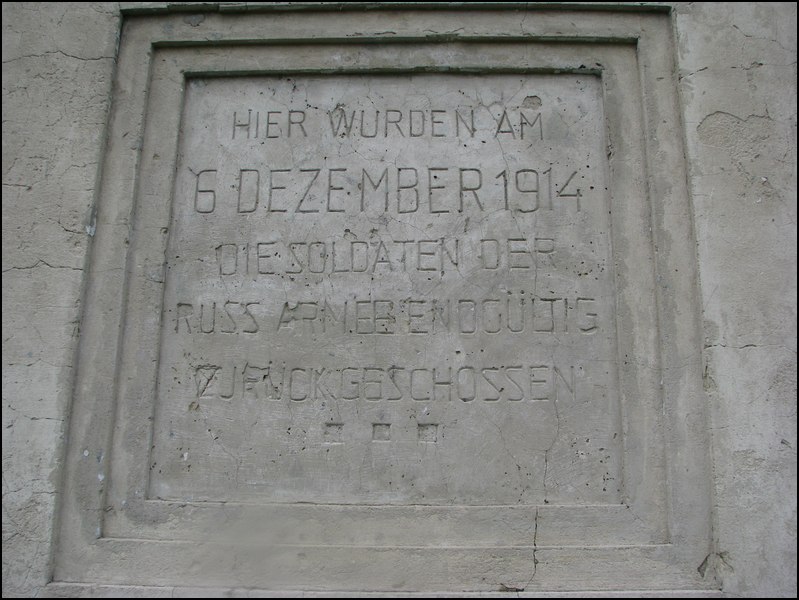 HIER WURDEN AM
6 DEZEMBER 1914
DIE SOLDATEN DER
RUSS ARMEE ENDGÜLTIG
ZURÜCKGESCHOSSEN